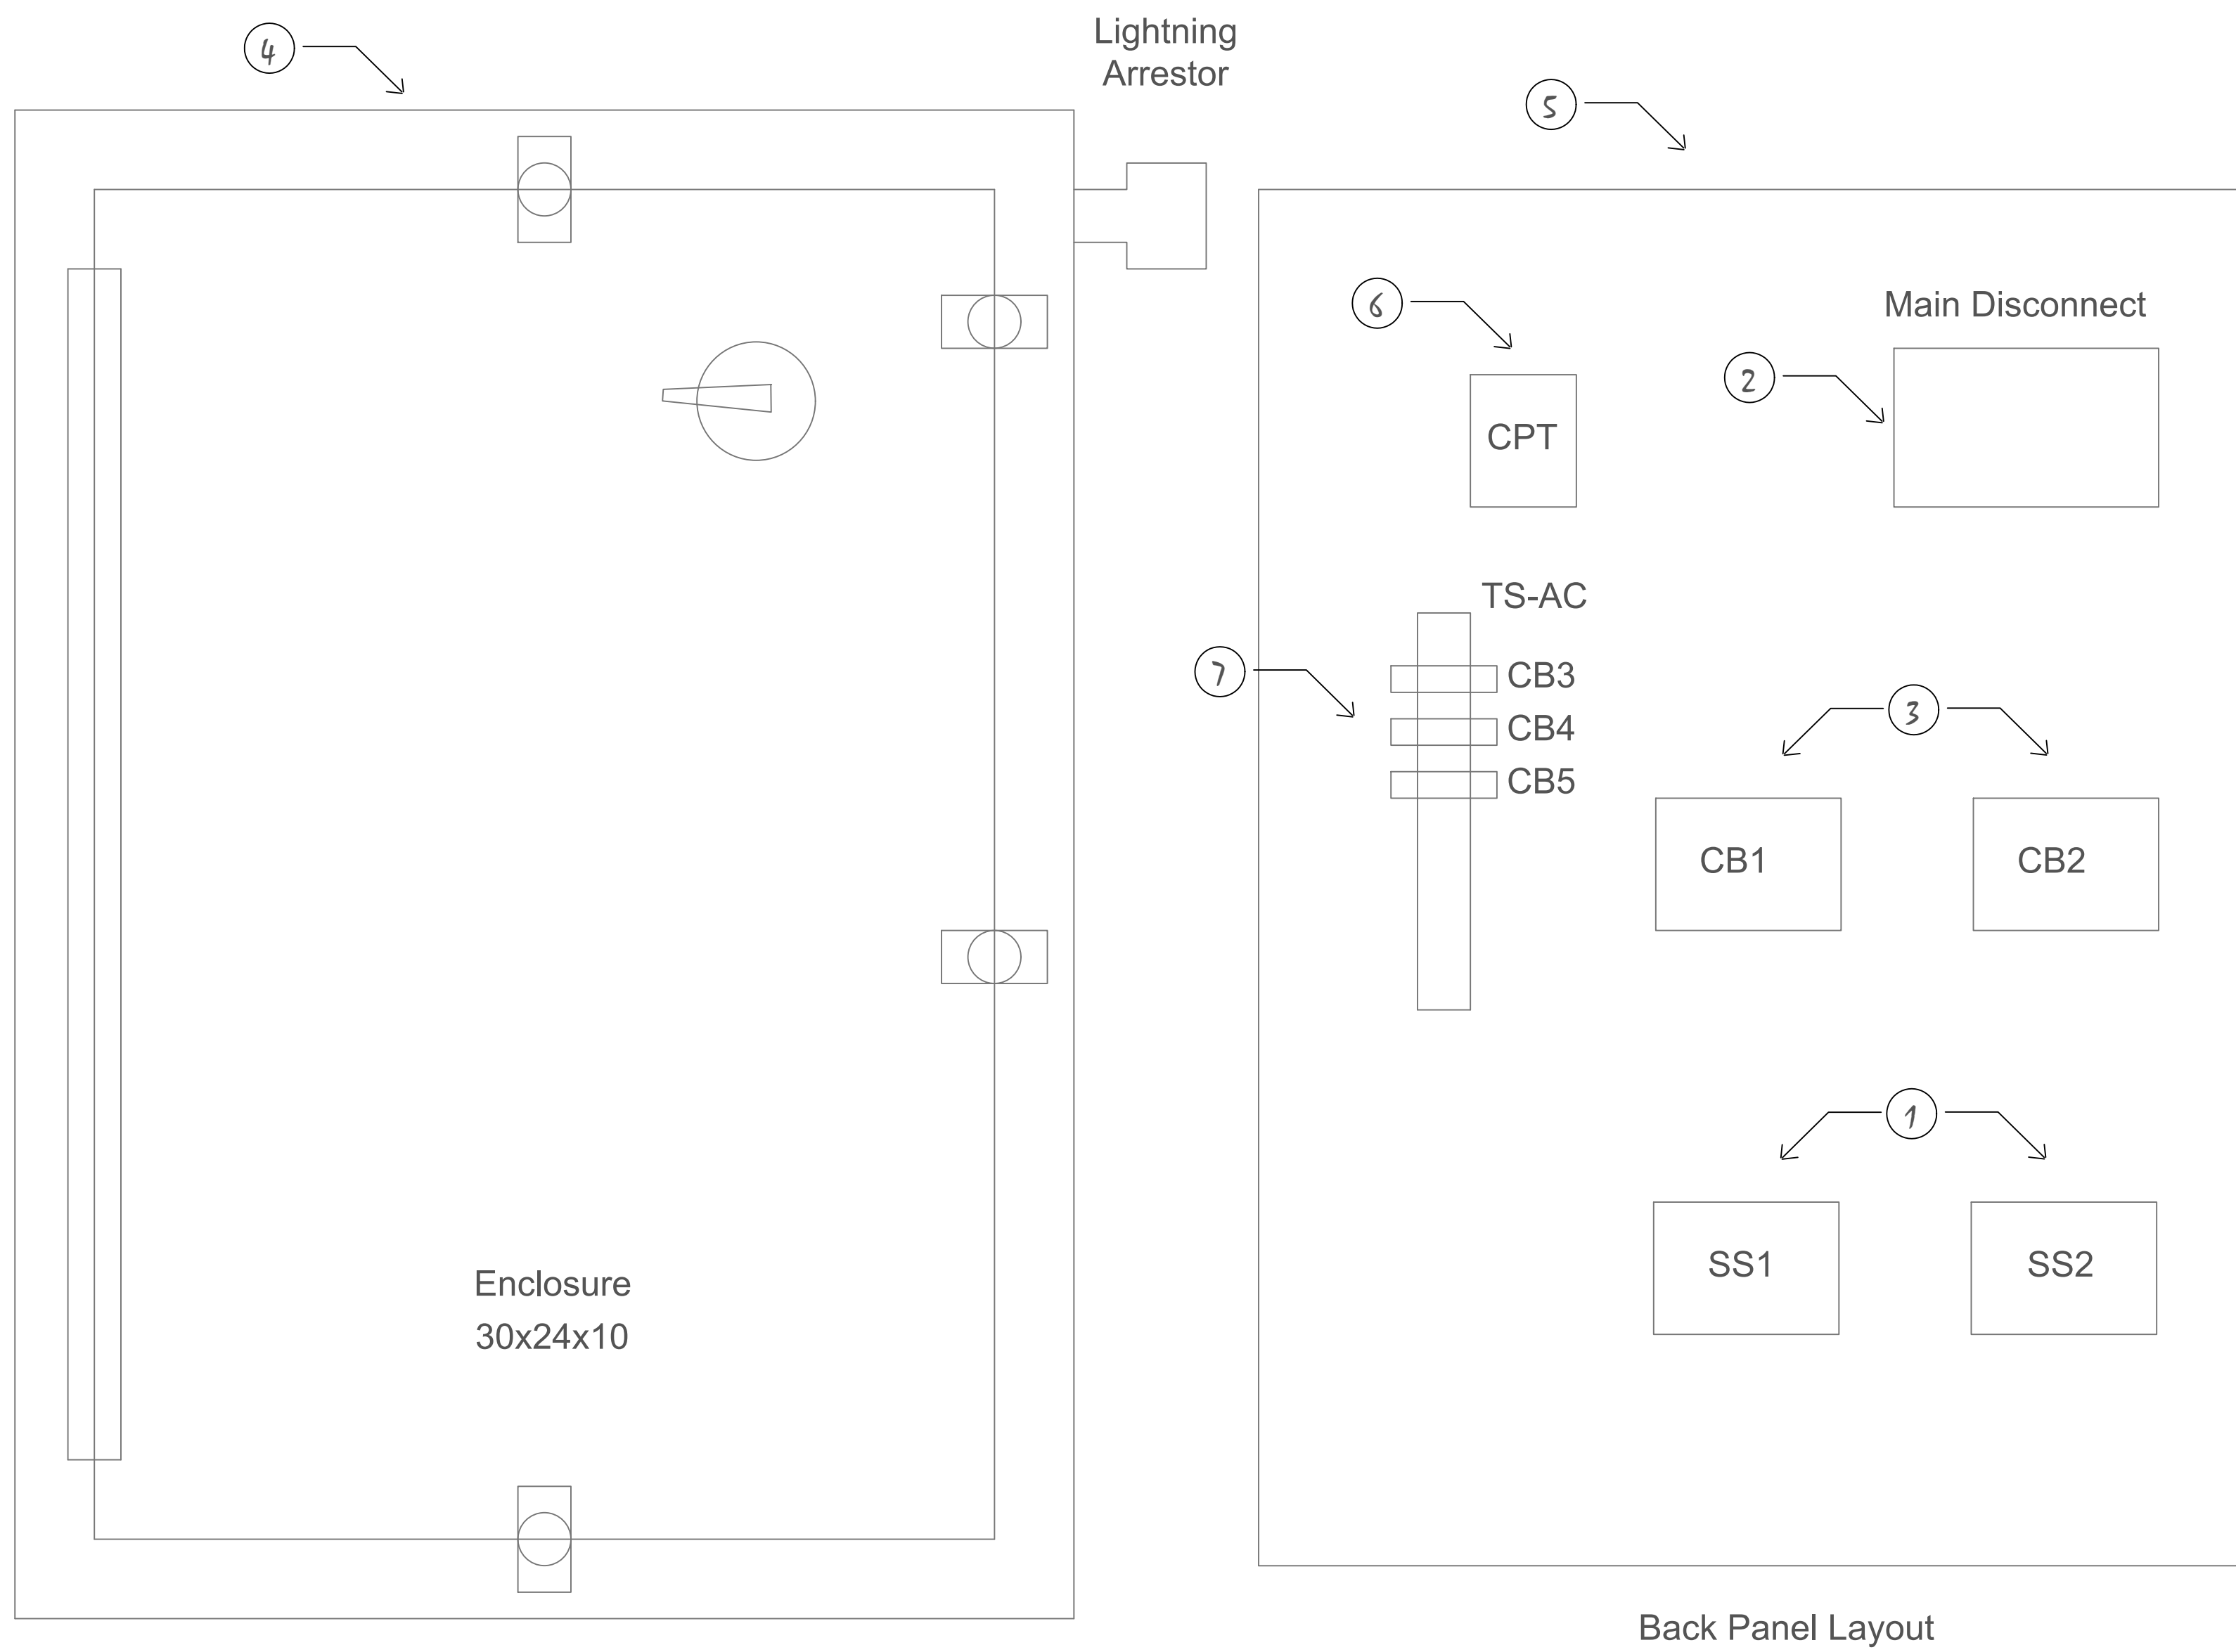 4
Lightning
Arrestor
5
6
Main Disconnect
2
CPT
TS-AC
7
CB3
CB4
CB5
3
CB1
CB2
1
SS1
SS2
Enclosure
30x24x10
Back Panel Layout